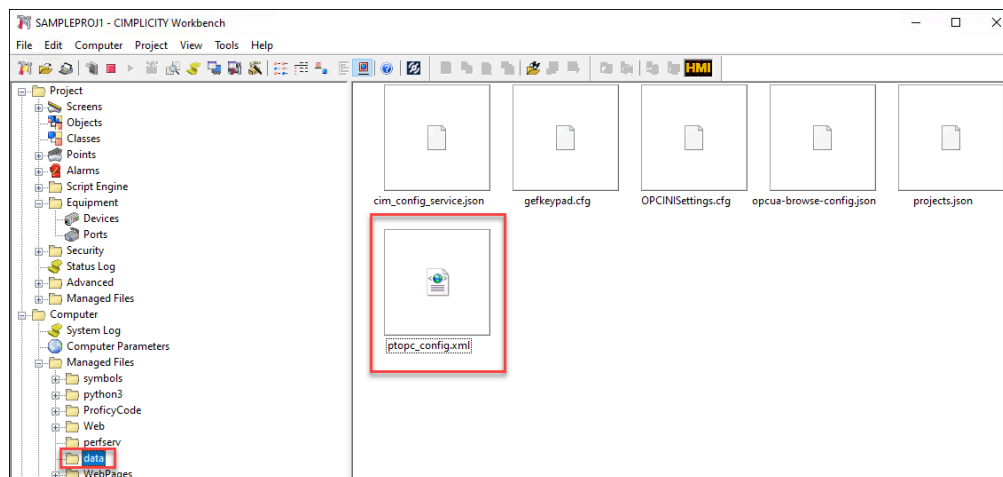 SAMPLEPROJ1 - CIMPLICITY Workbench
File Edit Computer Project View Tools Help
HMI
Project
Screens
Objects
Classes
Points
Alarms
Script Engine
Equipment
Devices
Ports
Security
Status Log
Advanced
Managed Files
Computer
System Log
Computer Parameters
Managed Files
symbols
python3
ProficyCode
Web
perfserv
data
WebPages
cim_config_service.json
gefkeypad.cfg
OPCINISettings.cfg
opcua-browse-config.json
projects.json
ptopc_config.xml